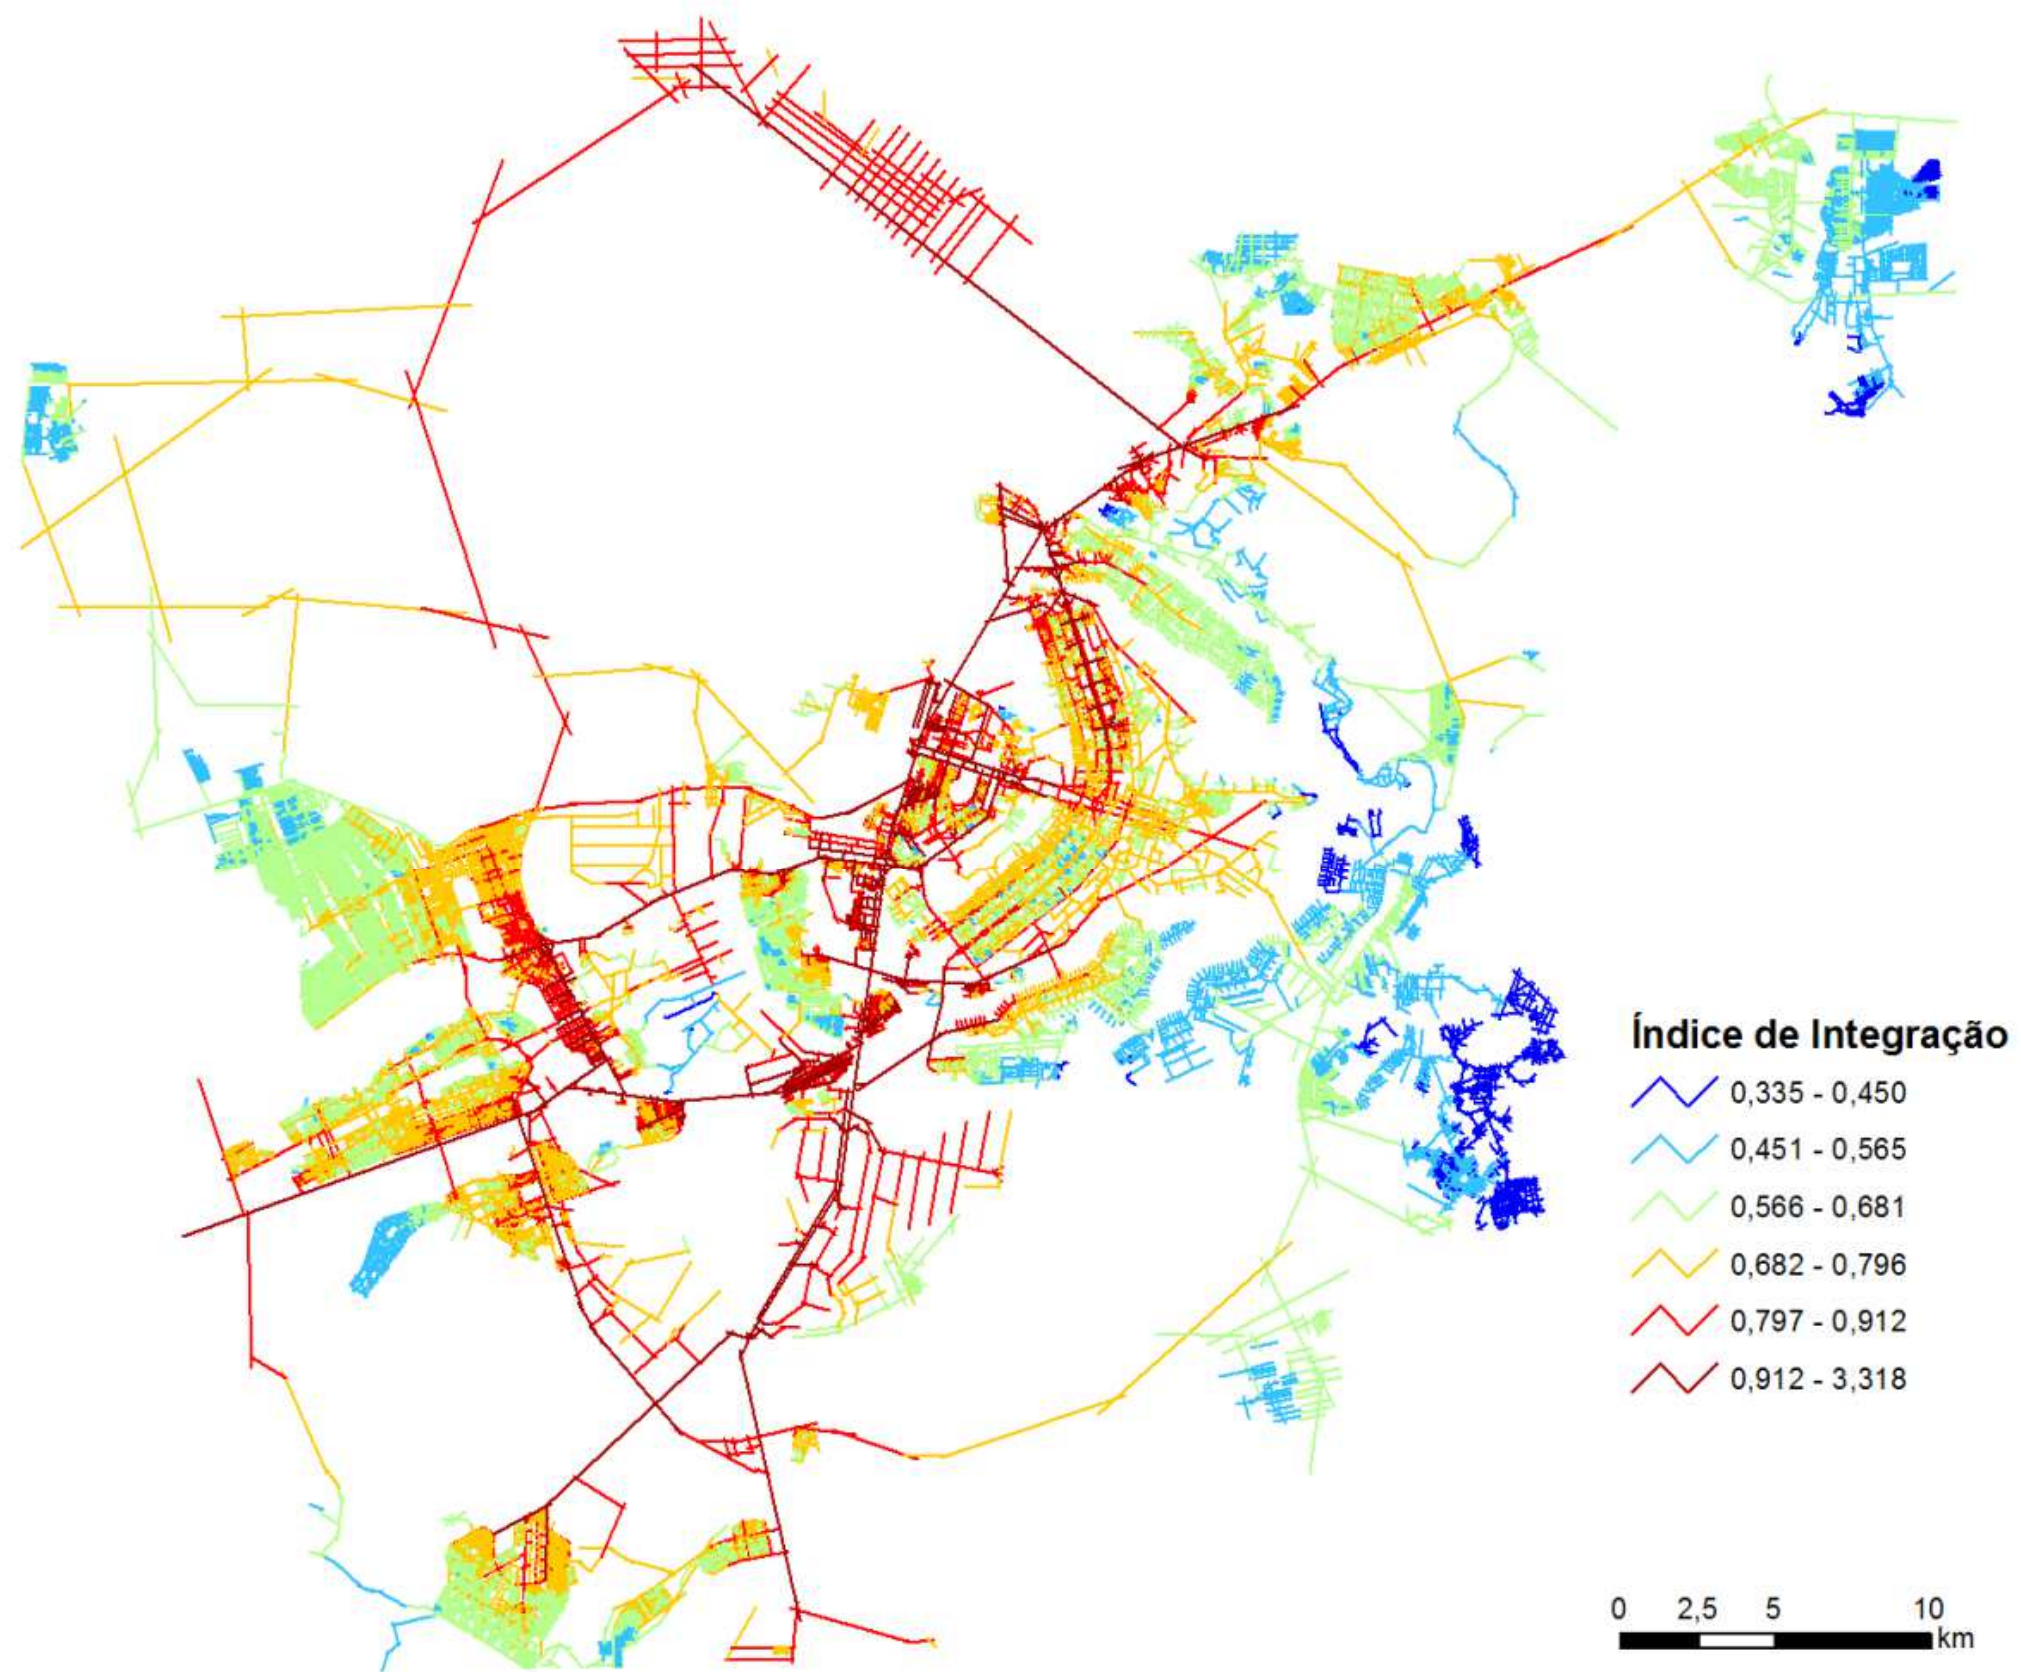 Índice de Integração
0,335 - 0,450
0,451 - 0,565
0,566 - 0,681
0,682 - 0,796
0,797 - 0,912
0,912 - 3,318
0 2,5 5 10
km